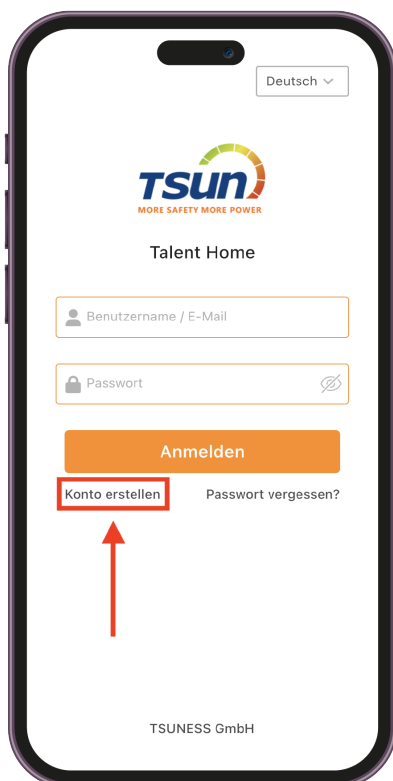 Deutsch
TSUn
MORE SAFETY MORE POWER
Talent Home
Benutzername / E-Mail
Passwort
Anmelden
Konto erstellen Passwort vergessen?
TSUNESS GmbH